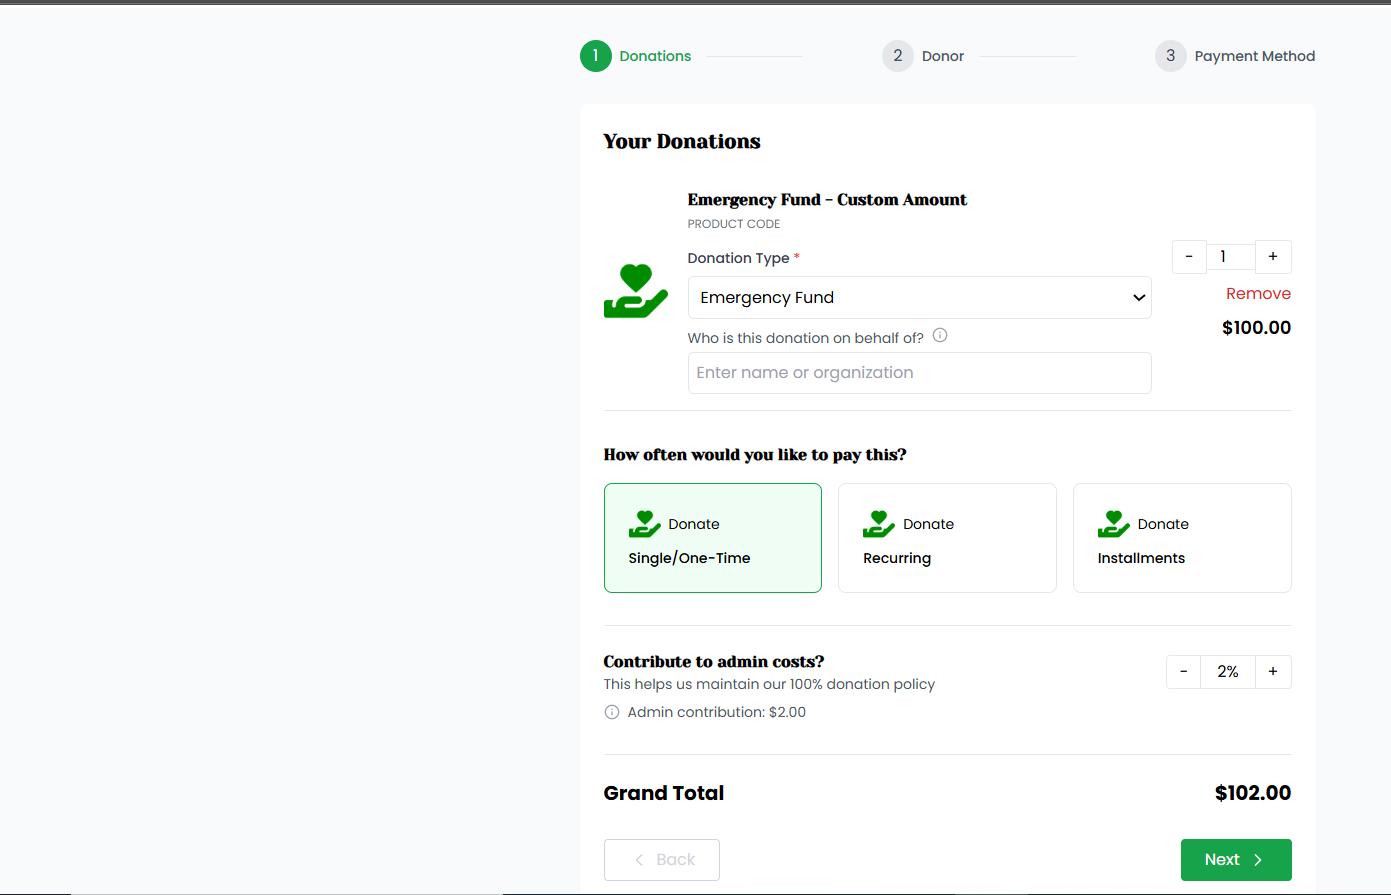 1 Donations 2 Donor 3 Payment Method
Your Donations
Emergency Fund - Custom Amount
PRODUCT CODE
Donation Type *
- 1 +
Emergency Fund
Remove
$100.00
Who is this donation on behalf of?
Enter name or organization
How often would you like to pay this?
Donate
Single/One-Time
Donate
Recurring
Donate
Installments
Contribute to admin costs?
This helps us maintain our 100% donation policy
- 2% +
Admin contribution: $2.00
Grand Total $102.00
Back
Next